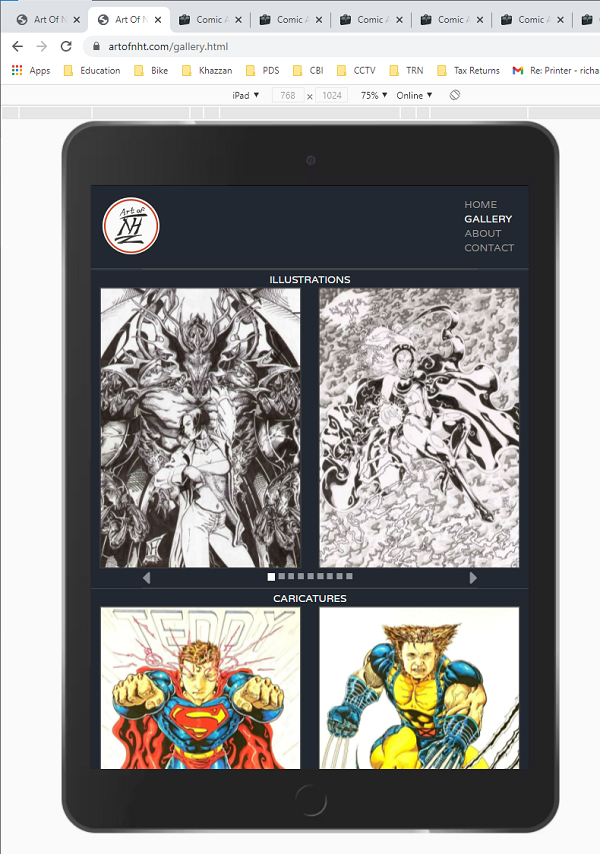 Art Of N
Art Of N
Comic A
Comic A
Comic A
Comic A
Comic A
artofnht.com/gallery.html
Apps Education Bike Khazzan PDS CBI CCTV TRN Tax Returns Re: Printer - richa
iPad 768 x 1024 75% Online
Art of
NH
HOME
GALLERY
ABOUT
CONTACT
ILLUSTRATIONS
CARICATURES
TEDDY
S